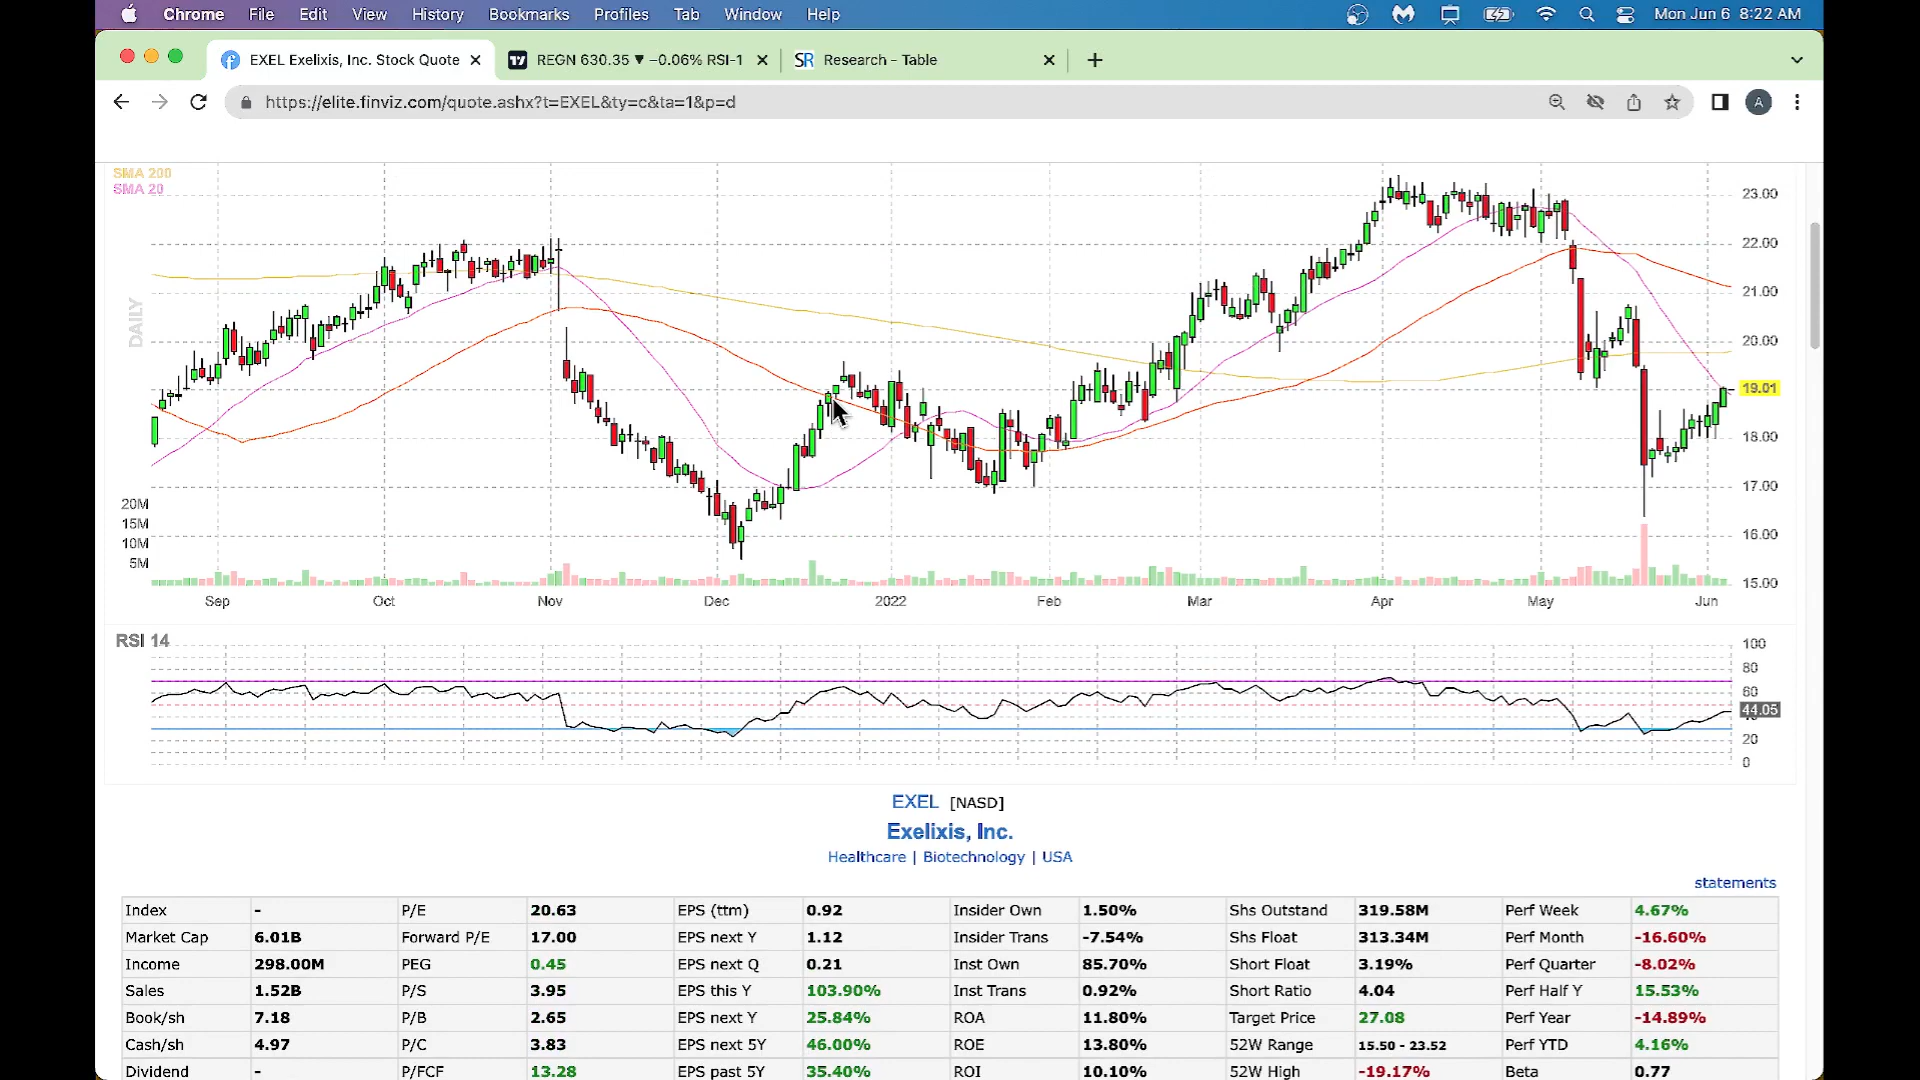 Chrome File Edit View History Bookmarks Profiles Tab Window Help Mon Jun 6 8:22 AM
EXEL Exelixis, Inc. Stock Quote REGN 630.35 ▼ −0.06% RSI-1 SR Research - Table
https://elite.finviz.com/quote.ashx?t=EXEL&ty=c&ta=1&p=d A
SMA 200
SMA 20
DAILY
23.00
22.00
21.00
20.00
19.01
18.00
17.00
16.00
15.00
20M
15M
10M
5M
Sep Oct Nov Dec 2022 Feb Mar Apr May Jun
RSI 14
100
80
60
44.05
20
0
EXEL [NASD]
Exelixis, Inc.
Healthcare | Biotechnology | USA
statements
Index - P/E 20.63 EPS (ttm) 0.92 Insider Own 1.50% Shs Outstand 319.58M Perf Week 4.67%
Market Cap 6.01B Forward P/E 17.00 EPS next Y 1.12 Insider Trans -7.54% Shs Float 313.34M Perf Month -16.60%
Income 298.00M PEG 0.45 EPS next Q 0.21 Inst Own 85.70% Short Float 3.19% Perf Quarter -8.02%
Sales 1.52B P/S 3.95 EPS this Y 103.90% Inst Trans 0.92% Short Ratio 4.04 Perf Half Y 15.53%
Book/sh 7.18 P/B 2.65 EPS next Y 25.84% ROA 11.80% Target Price 27.08 Perf Year -14.89%
Cash/sh 4.97 P/C 3.83 EPS next 5Y 46.00% ROE 13.80% 52W Range 15.50 - 23.52 Perf YTD 4.16%
Dividend - P/FCF 13.28 EPS past 5Y 35.40% ROI 10.10% 52W High -19.17% Beta 0.77